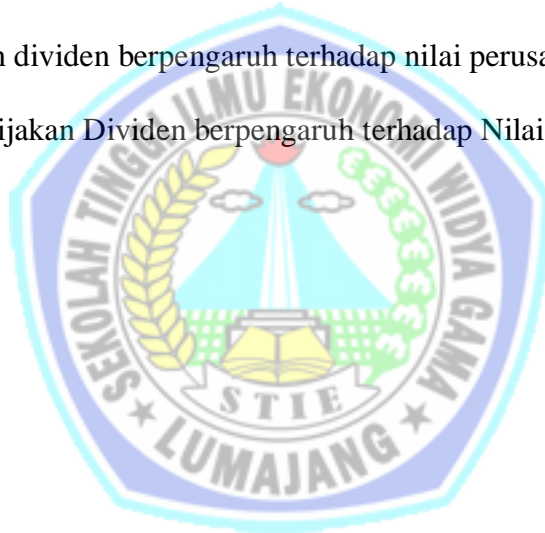 n dividen berpengaruh terhadap nilai perusa
ijakan Dividen berpengaruh terhadap Nilai
SEKOLAH TINGGI ILMU EKONOMI WIDYA GAMA
STIE
LUMAJANG